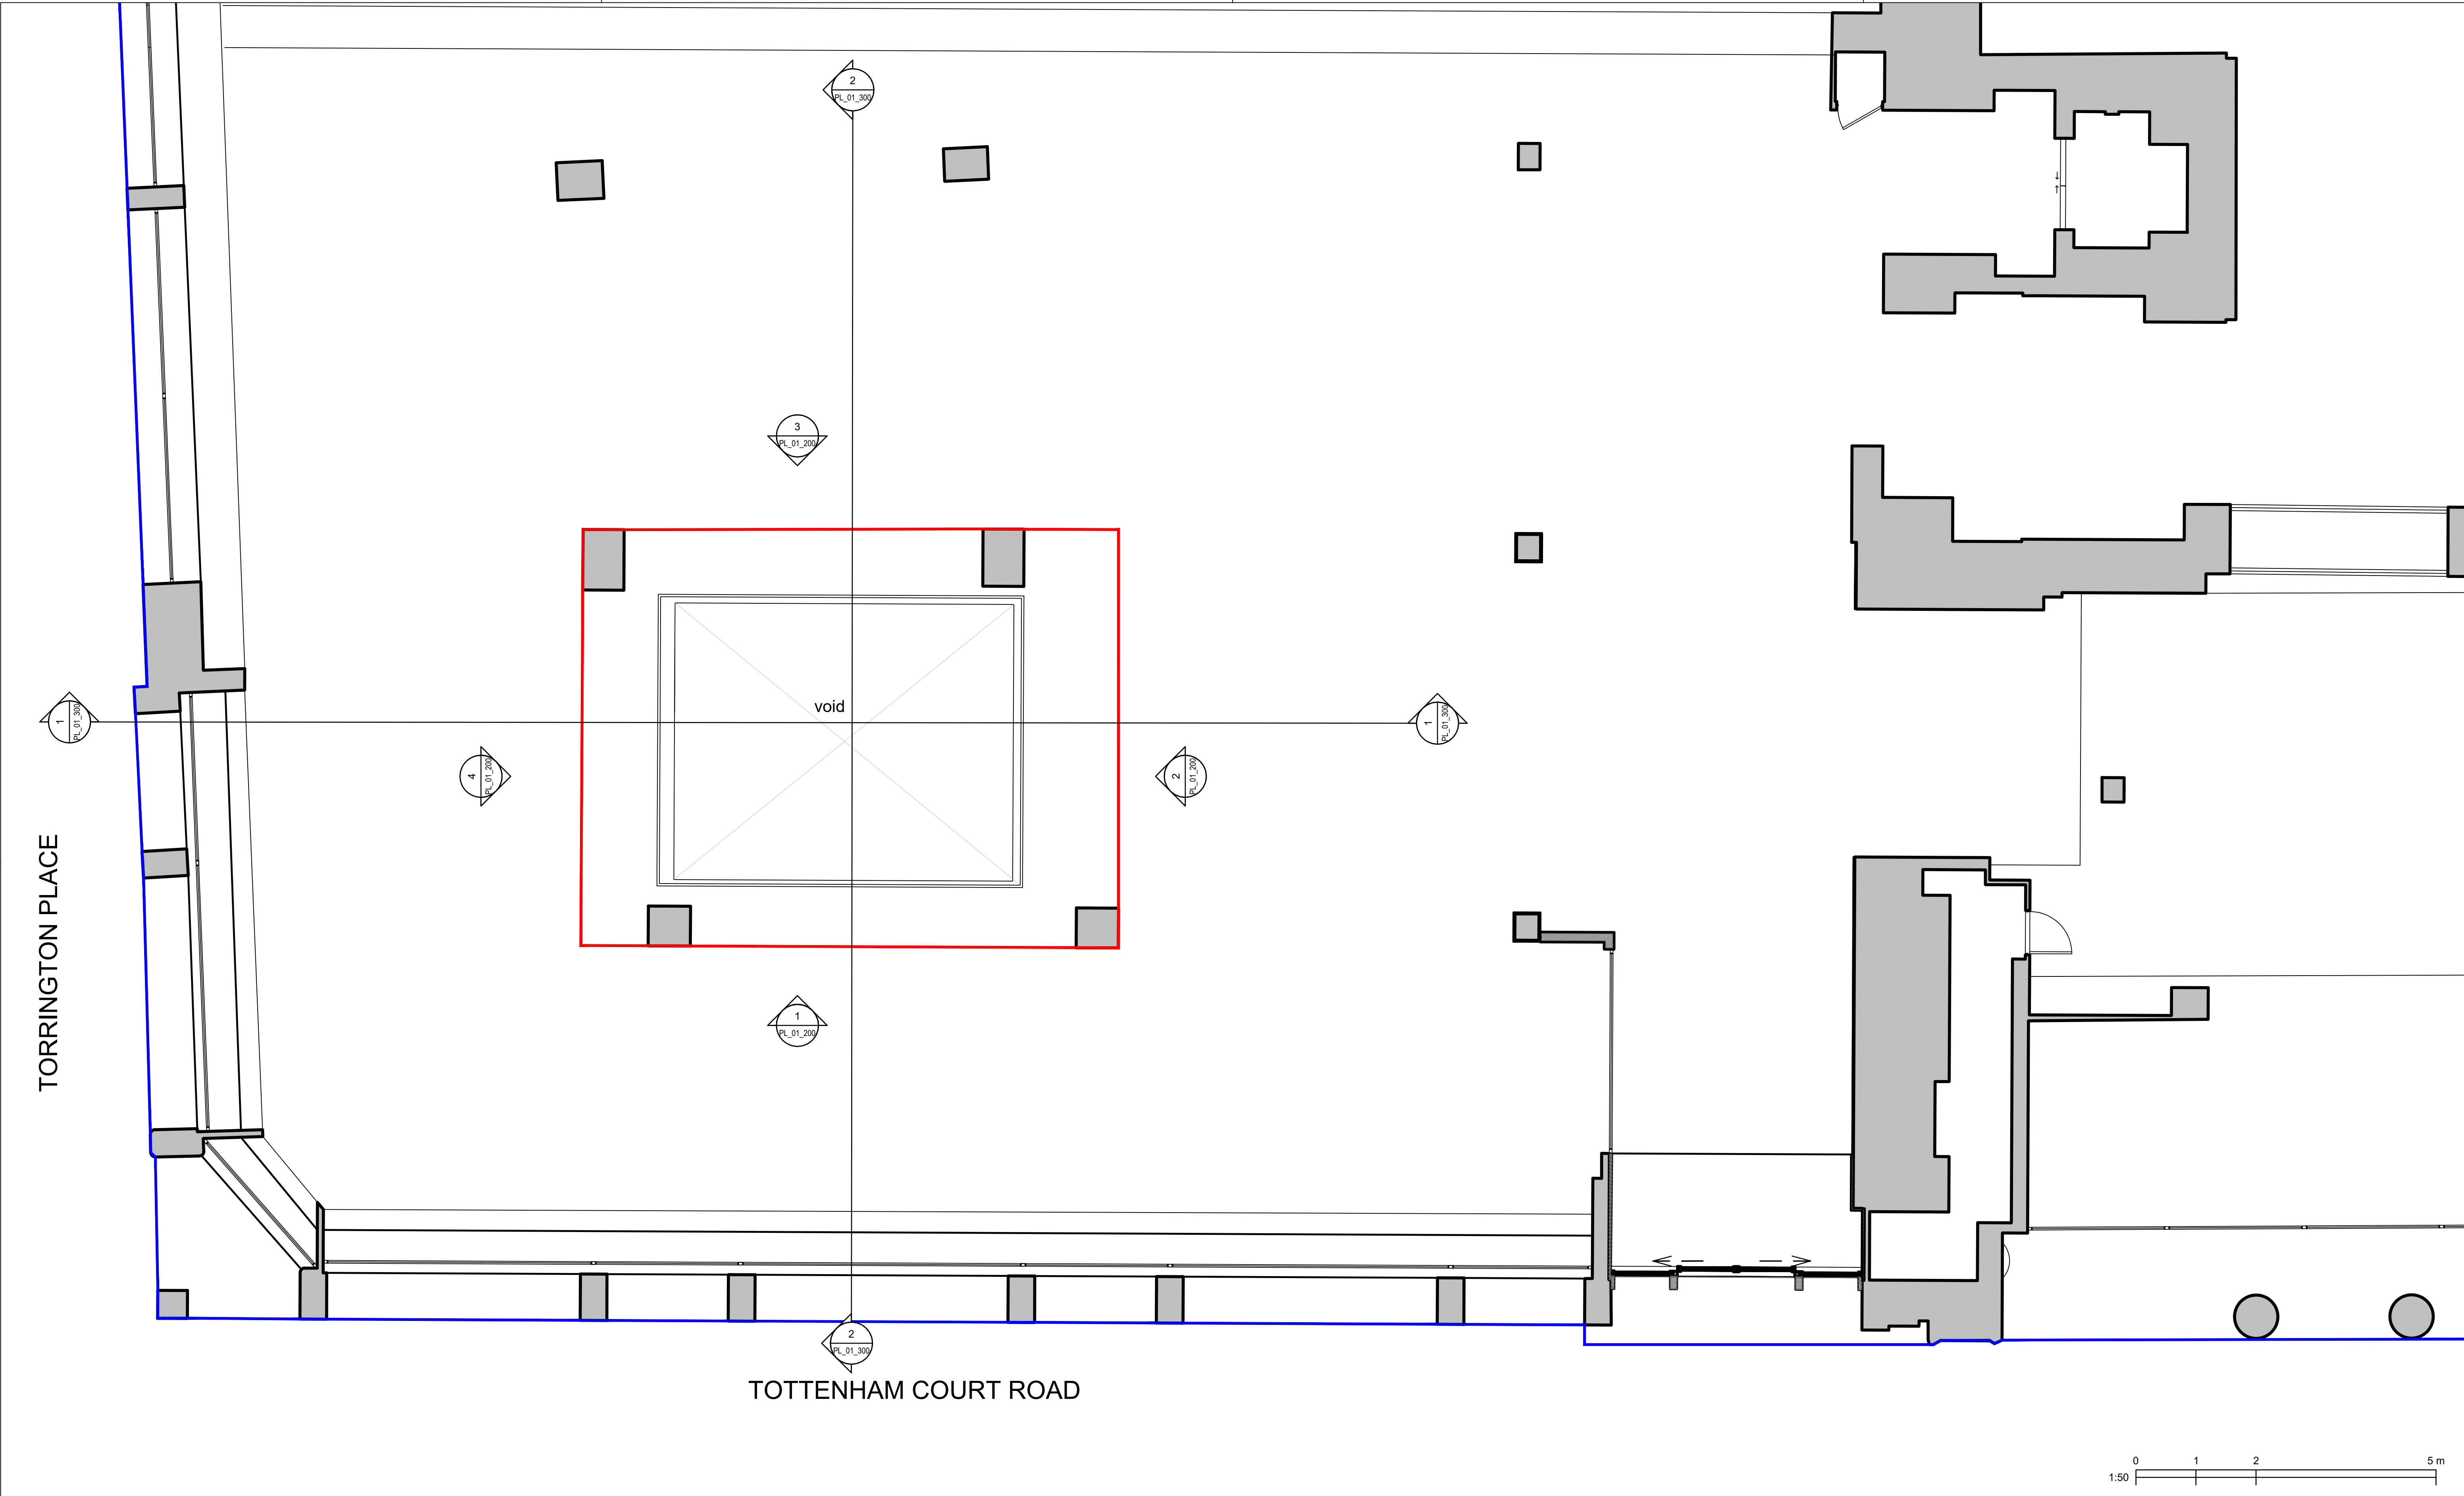 2
PL_01_300
3
PL_01_200
void
1
PL_01_300
1
PL_01_300
4
PL_01_200
2
PL_01_200
TORRINGTON PLACE
1
PL_01_200
2
PL_01_300
TOTTENHAM COURT ROAD
0 1 2 5 m
1:50